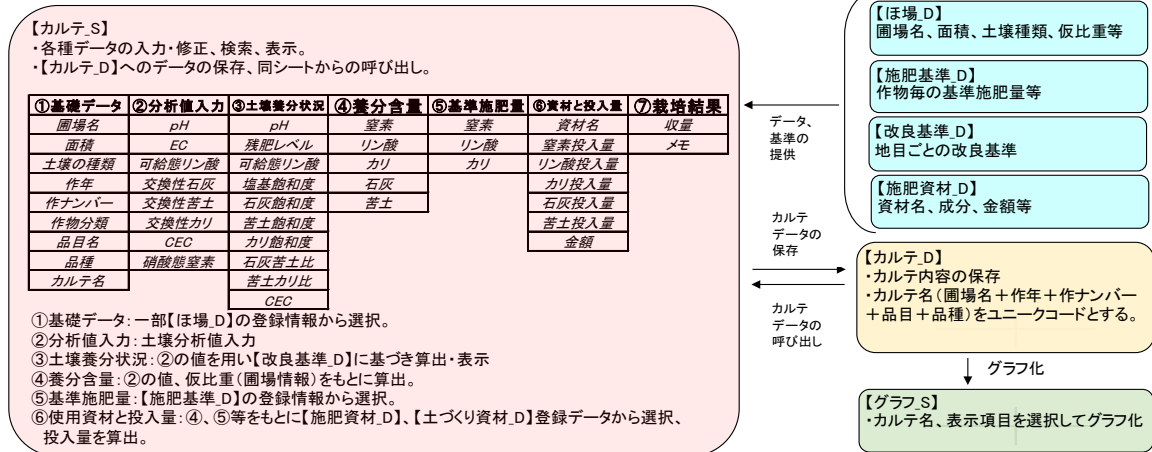 【カルテ_S】
・各種データの入力・修正、検索、表示。
・【カルテ_D】へのデータの保存、同シートからの呼び出し。
①基礎データ ②分析値入力 ③土壌養分状況 ④養分含量 ⑤基準施肥量 ⑥資材と投入量 ⑦栽培結果
圃場名 pH pH 窒素 窒素 資材名 収量
面積 EC 残肥レベル リン酸 リン酸 窒素投入量 メモ
土壌の種類 可給態リン酸 可給態リン酸 カリ カリ リン酸投入量
作年 交換性石灰 塩基飽和度 石灰 カリ投入量
作ナンバー 交換性苦土 石灰飽和度 苦土 石灰投入量
作物分類 交換性カリ 苦土飽和度 苦土投入量
品目名 CEC カリ飽和度 金額
品種 硝酸態窒素 石灰苦土比
カルテ名 苦土カリ比
CEC
①基礎データ：一部【ほ場_D】の登録情報から選択。
②分析値入力：土壌分析値入力
③土壌養分状況：②の値を用い【改良基準_D】に基づき算出・表示
④養分含量：②の値、仮比重（圃場情報）をもとに算出。
⑤基準施肥量：【施肥基準_D】の登録情報から選択。
⑥使用資材と投入量：④、⑤等をもとに【施肥資材_D】、【土づくり資材_D】登録データから選択、
投入量を算出。
データ、
基準の
提供
カルテ
データの
保存
カルテ
データの
呼び出し
【ほ場_D】
圃場名、面積、土壌種類、仮比重等
【施肥基準_D】
作物毎の基準施肥量等
【改良基準_D】
地目ごとの改良基準
【施肥資材_D】
資材名、成分、金額等
【カルテ_D】
・カルテ内容の保存
・カルテ名（圃場名＋作年＋作ナンバー
＋品目＋品種）をユニークコードとする。
グラフ化
【グラフ_S】
・カルテ名、表示項目を選択してグラフ化